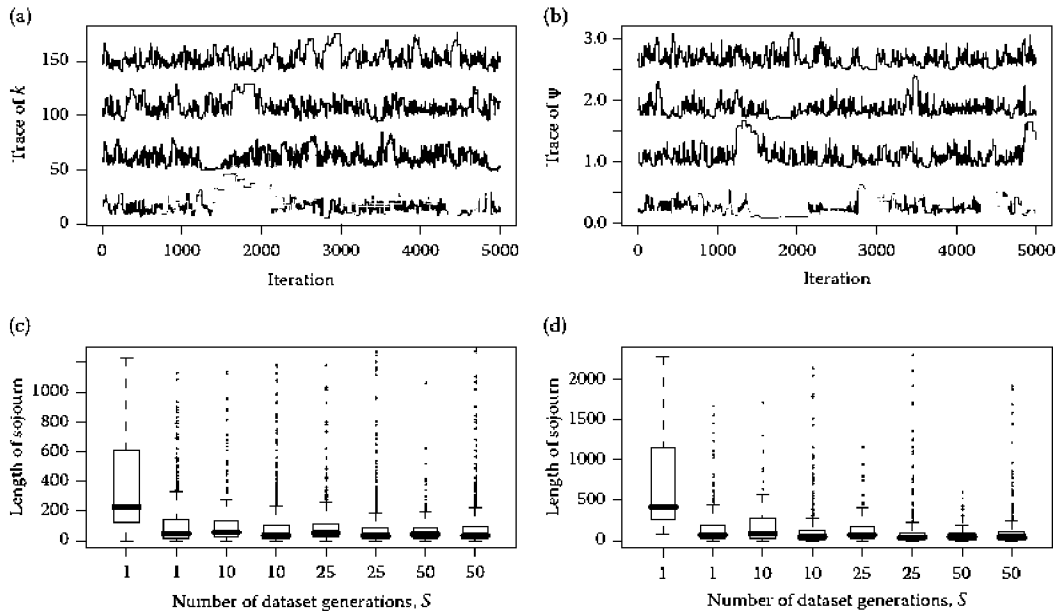 (a)
Trace of k
150
100
50
0
0 1000 2000 3000 4000 5000
Iteration
(b)
Trace of ψ
3.0
2.0
1.0
0.0
0 1000 2000 3000 4000 5000
Iteration
(c)
Length of sojourn
1000
800
600
400
200
0
1 1 10 10 25 25 50 50
Number of dataset generations, S
(d)
Length of sojourn
2000
1500
1000
500
0
1 1 10 10 25 25 50 50
Number of dataset generations, S